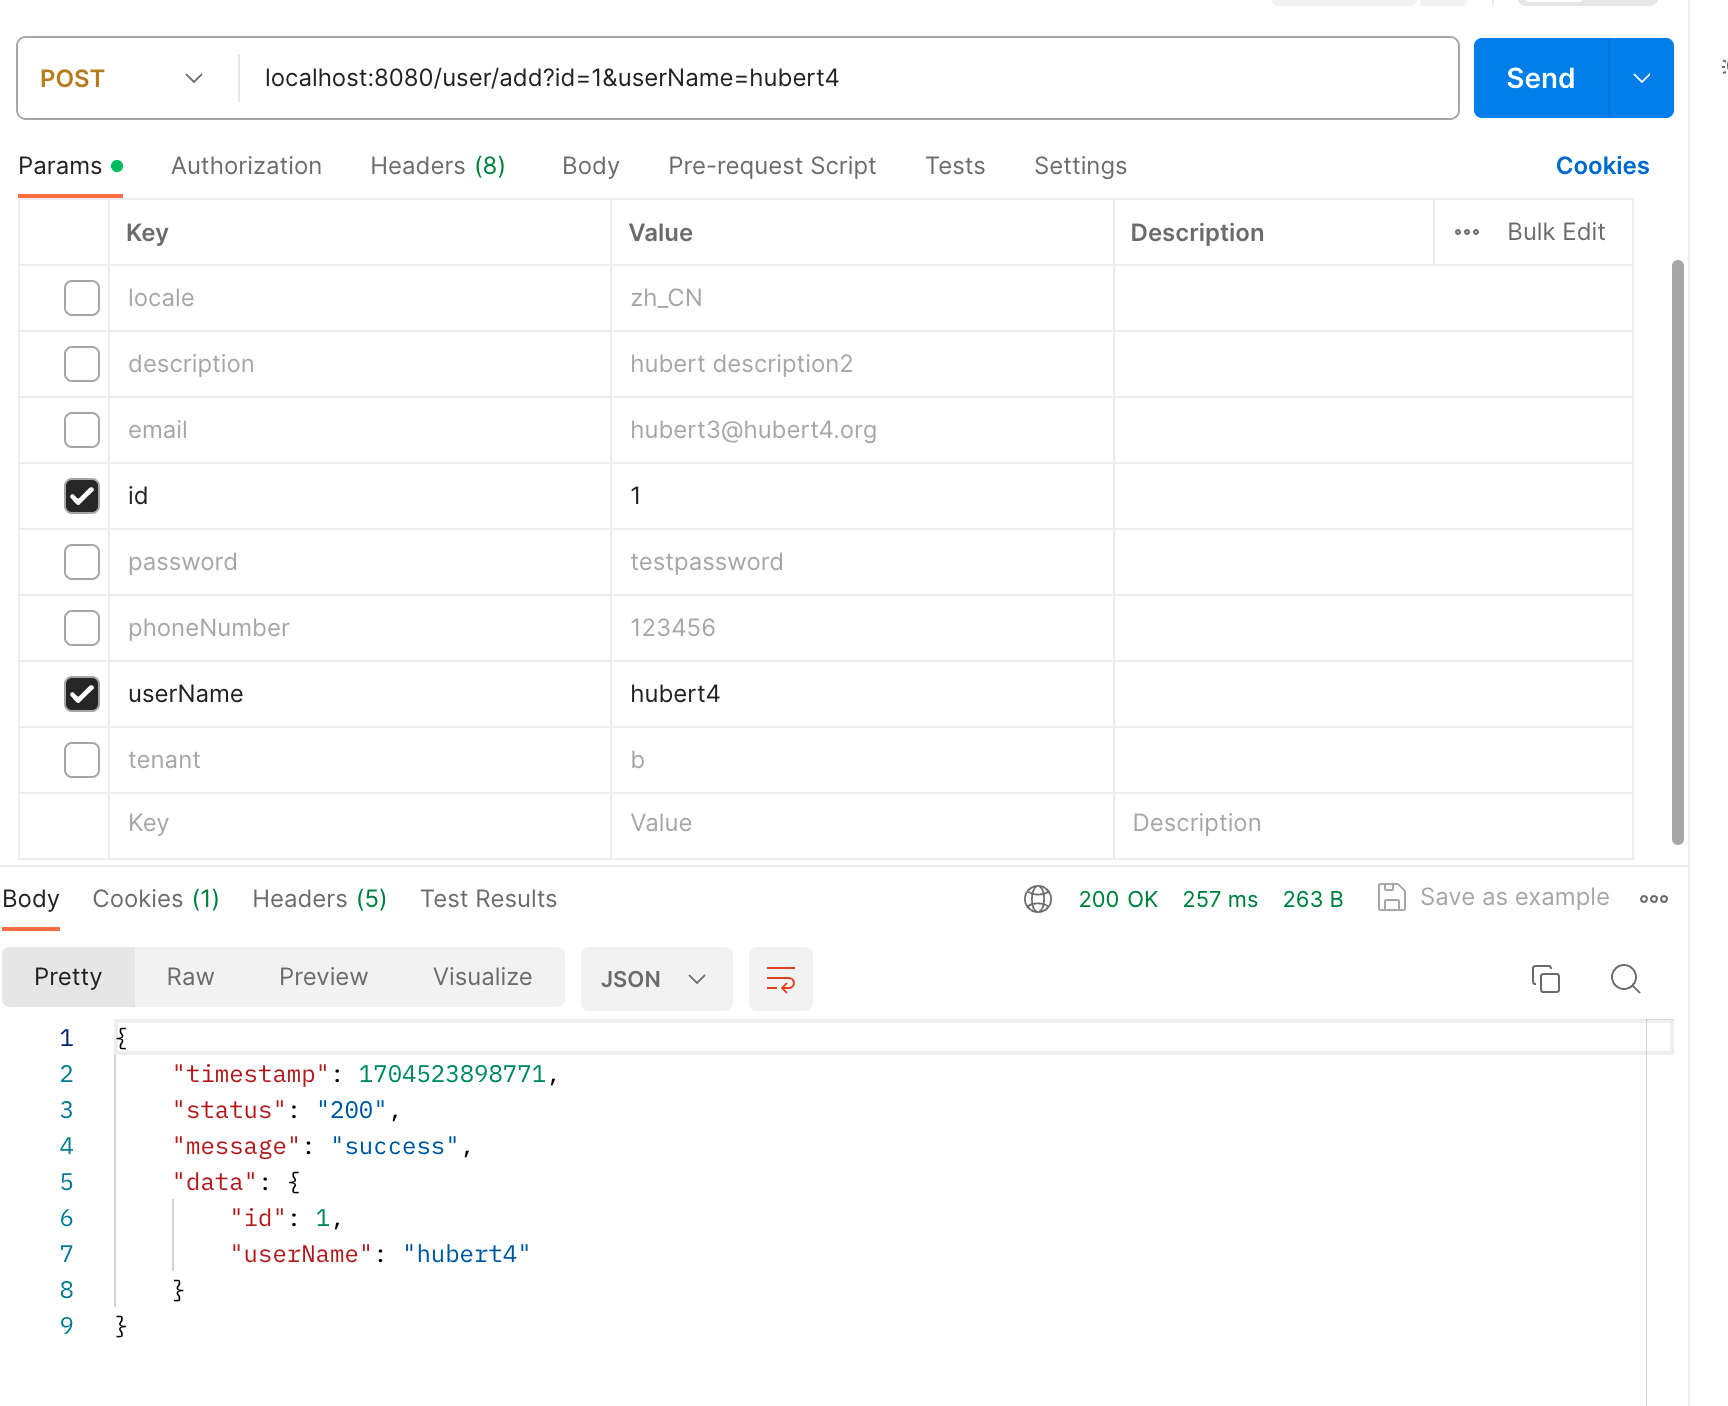 POST localhost:8080/user/add?id=1&userName=hubert4 Send
Params Authorization Headers (8) Body Pre-request Script Tests Settings Cookies
Key Value Description Bulk Edit
locale zh_CN
description hubert description2
email hubert3@hubert4.org
id 1
password testpassword
phoneNumber 123456
userName hubert4
tenant b
Key Value Description
Body Cookies (1) Headers (5) Test Results 200 OK 257 ms 263 B Save as example
Pretty Raw Preview Visualize JSON
1 {
2 "timestamp": 1704523898771,
3 "status": "200",
4 "message": "success",
5 "data": {
6 "id": 1,
7 "userName": "hubert4"
8 }
9 }